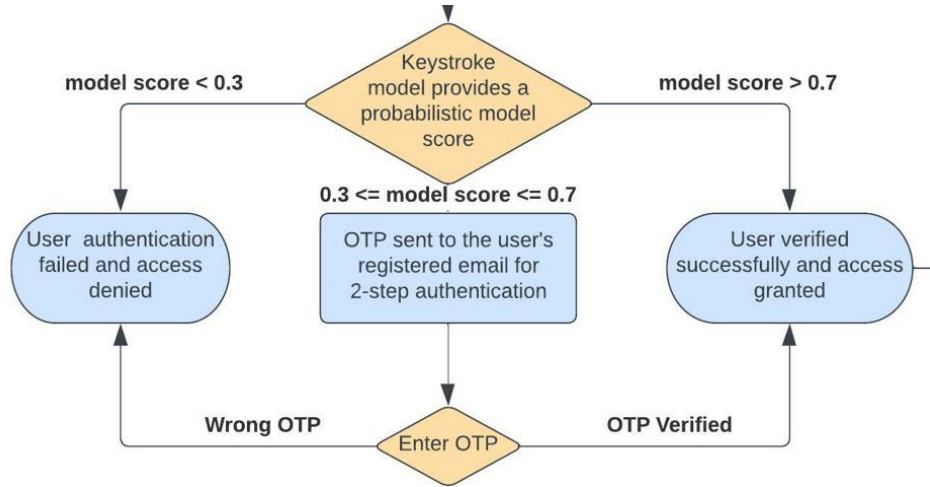 Keystroke
model provides a
probabilistic model
score
model score < 0.3
model score > 0.7
0.3 <= model score <= 0.7
User authentication
failed and access
denied
OTP sent to the user's
registered email for
2-step authentication
User verified
successfully and access
granted
Wrong OTP
Enter OTP
OTP Verified